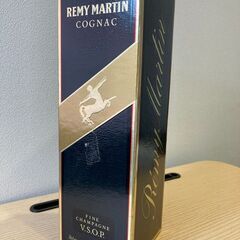 REMY MARTIN
COGNAC
FINE
CHAMPAGNE
V.S.O.P.
Rémy Martin